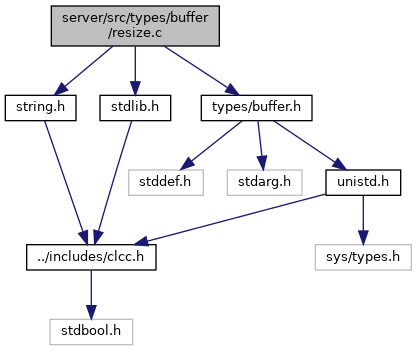 server/src/types/buffer
/resize.c
string.h
stdlib.h
types/buffer.h
stddef.h
stdarg.h
unistd.h
../includes/clcc.h
sys/types.h
stdbool.h